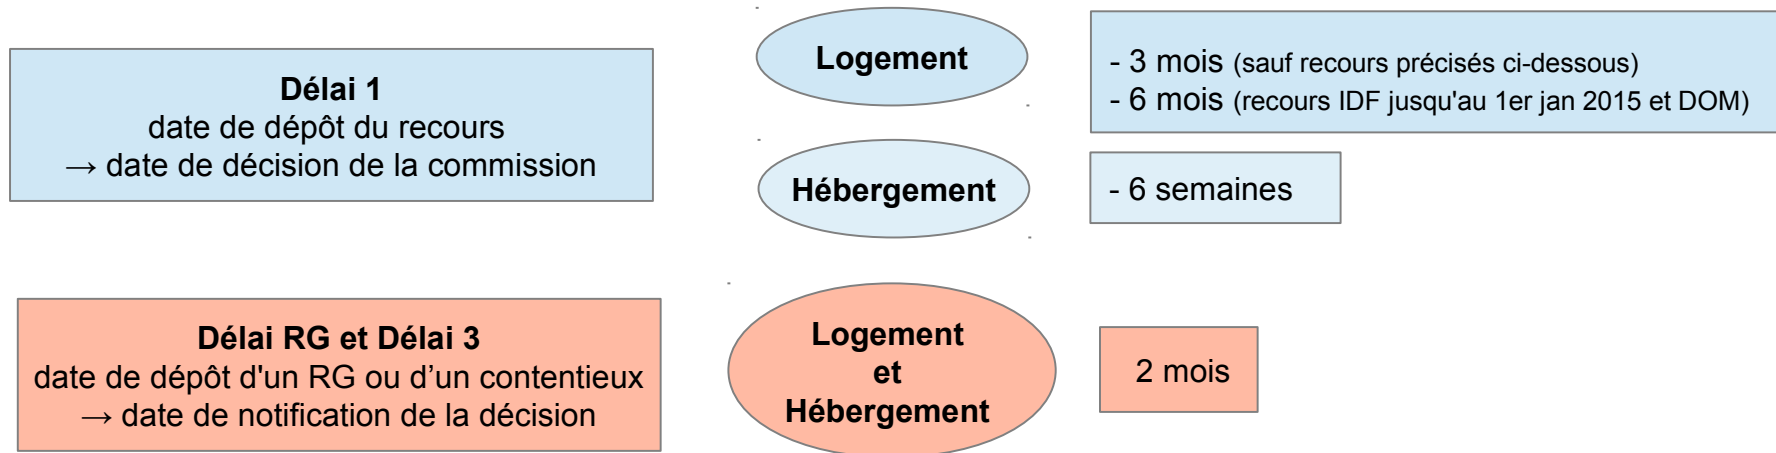 Délai 1
date de dépôt du recours
→ date de décision de la commission
Logement
- 3 mois (sauf recours précisés ci-dessous)
- 6 mois (recours IDF jusqu'au 1er jan 2015 et DOM)
Hébergement
- 6 semaines
Délai RG et Délai 3
date de dépôt d'un RG ou d’un contentieux
→ date de notification de la décision
Logement
et
Hébergement
2 mois